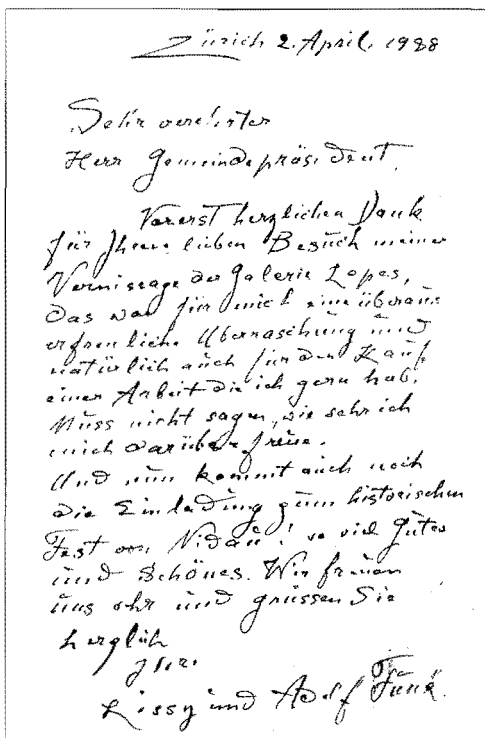 Zürich 2. April. 1988
Sehr verehrter
Herr Gemeindepräsident,
Vorerst herzlichen Dank
für Ihren lieben Besuch meiner
Vernissage der Galerie Lopes,
das war für mich eine überaus
erfreuliche Überraschung und
natürlich auch für den Kauf
einer Arbeit die ich gern hab.
Muss nicht sagen, wie sehr ich
mich darüber freue.
Und nun kommt auch noch
die Einladung zum historischen
Fest von Nidau! so viel Gutes
und Schönes. Wir freuen
uns sehr und grüssen Sie
herzlich
Ihre
Lissy und Adolf Funk.